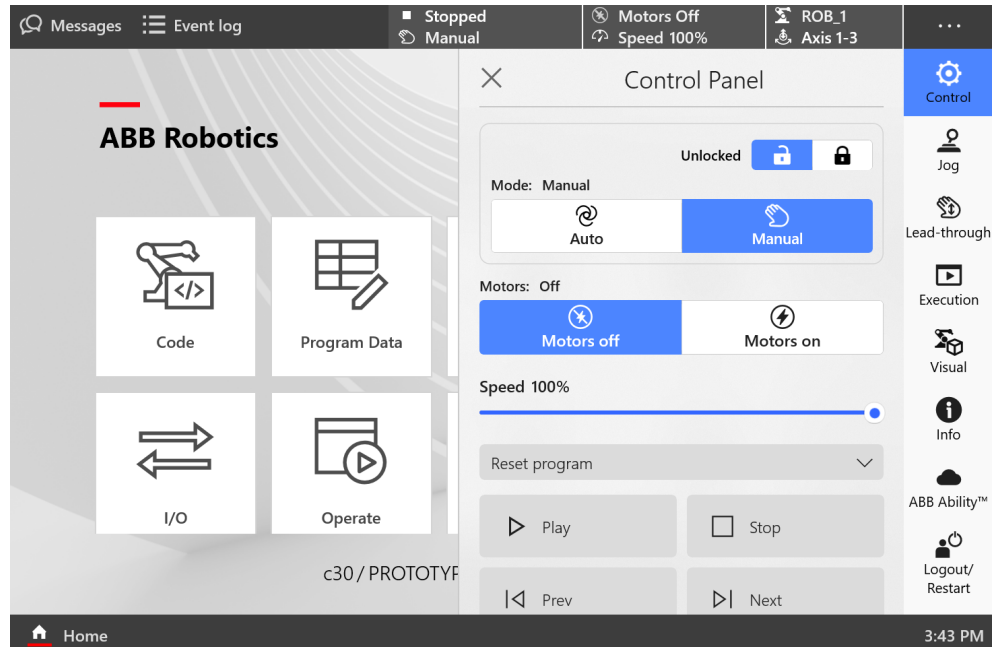 Messages
Event log
Stopped
Manual
Motors Off
Speed 100%
ROB_1
Axis 1-3
...
ABB Robotics
Code
</>
Program Data
I/O
Operate
c30 / PROTOTYP
Control Panel
Unlocked
Mode: Manual
Auto
Manual
Motors: Off
Motors off
Motors on
Speed 100%
Reset program
Play
Stop
Prev
Next
Control
Jog
Lead-through
Execution
Visual
Info
ABB Ability™
Logout/
Restart
Home
3:43 PM